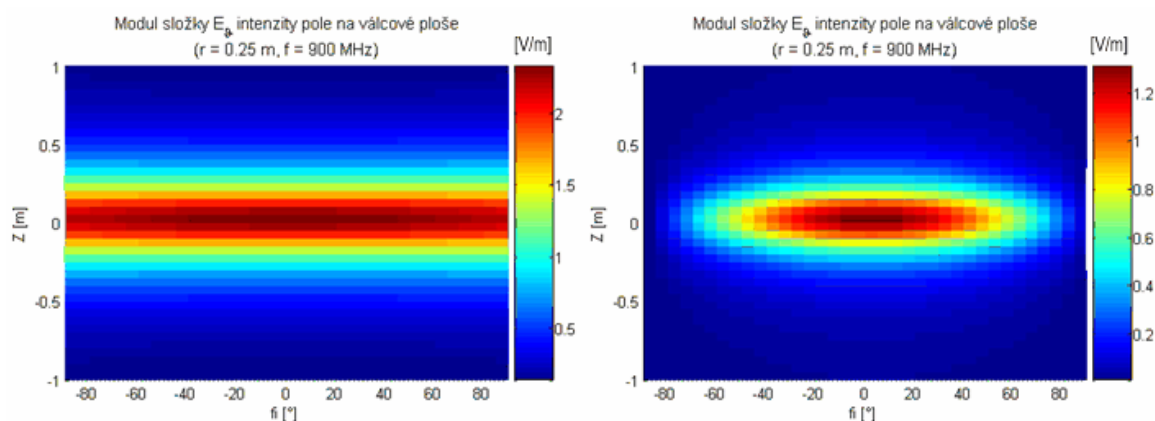 Modul složky Eϑ intenzity pole na válcové ploše
(r = 0.25 m, f = 900 MHz)
[V/m]
1
0.5
0
-0.5
-1
Z [m]
-80 -60 -40 -20 0 20 40 60 80
fi [°]
2
1.5
1
0.5
Modul složky Eϑ intenzity pole na válcové ploše
(r = 0.25 m, f = 900 MHz)
[V/m]
1
0.5
0
-0.5
-1
Z [m]
-80 -60 -40 -20 0 20 40 60 80
fi [°]
1.2
1
0.8
0.6
0.4
0.2